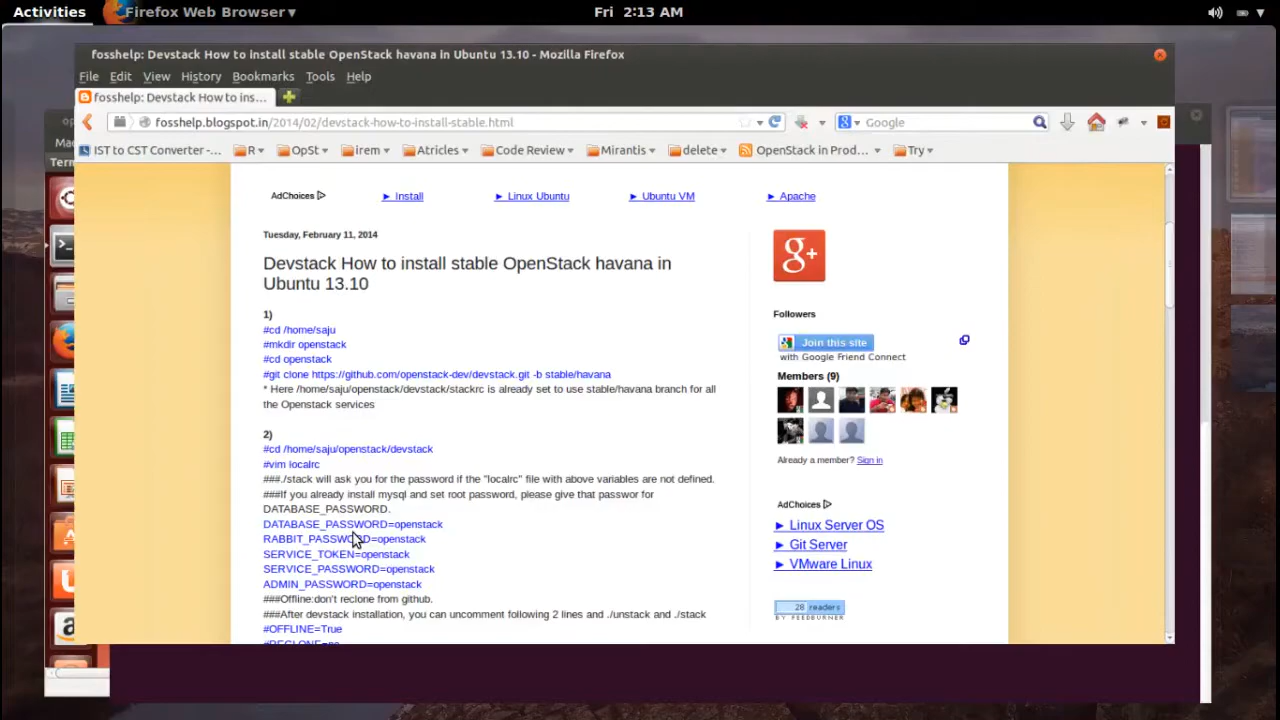 Activities Firefox Web Browser ▾ Fri 2:13 AM
fosshelp: Devstack How to install stable OpenStack havana in Ubuntu 13.10 - Mozilla Firefox
File Edit View History Bookmarks Tools Help
fosshelp: Devstack How to ins...
fosshelp.blogspot.in/2014/02/devstack-how-to-install-stable.html Google
IST to CST Converter -... R OpSt irem Atricles Code Review Mirantis delete OpenStack in Prod... Try
Term
AdChoices ► Install ► Linux Ubuntu ► Ubuntu VM ► Apache
Tuesday, February 11, 2014
Devstack How to install stable OpenStack havana in
Ubuntu 13.10
1)
#cd /home/saju
#mkdir openstack
#cd openstack
#git clone https://github.com/openstack-dev/devstack.git -b stable/havana
* Here /home/saju/openstack/devstack/stackrc is already set to use stable/havana branch for all
the Openstack services
2)
#cd /home/saju/openstack/devstack
#vim localrc
###./stack will ask you for the password if the "localrc" file with above variables are not defined.
###If you already install mysql and set root password, please give that passwor for
DATABASE_PASSWORD.
DATABASE_PASSWORD=openstack
RABBIT_PASSWORD=openstack
SERVICE_TOKEN=openstack
SERVICE_PASSWORD=openstack
ADMIN_PASSWORD=openstack
###Offline:don't reclone from github.
###After devstack installation, you can uncomment following 2 lines and ./unstack and ./stack
#OFFLINE=True
g+
Followers
Join this site
with Google Friend Connect
Members (9)
Already a member? Sign in
AdChoices
► Linux Server OS
► Git Server
► VMware Linux
28 readers
BY FEEDBURNER